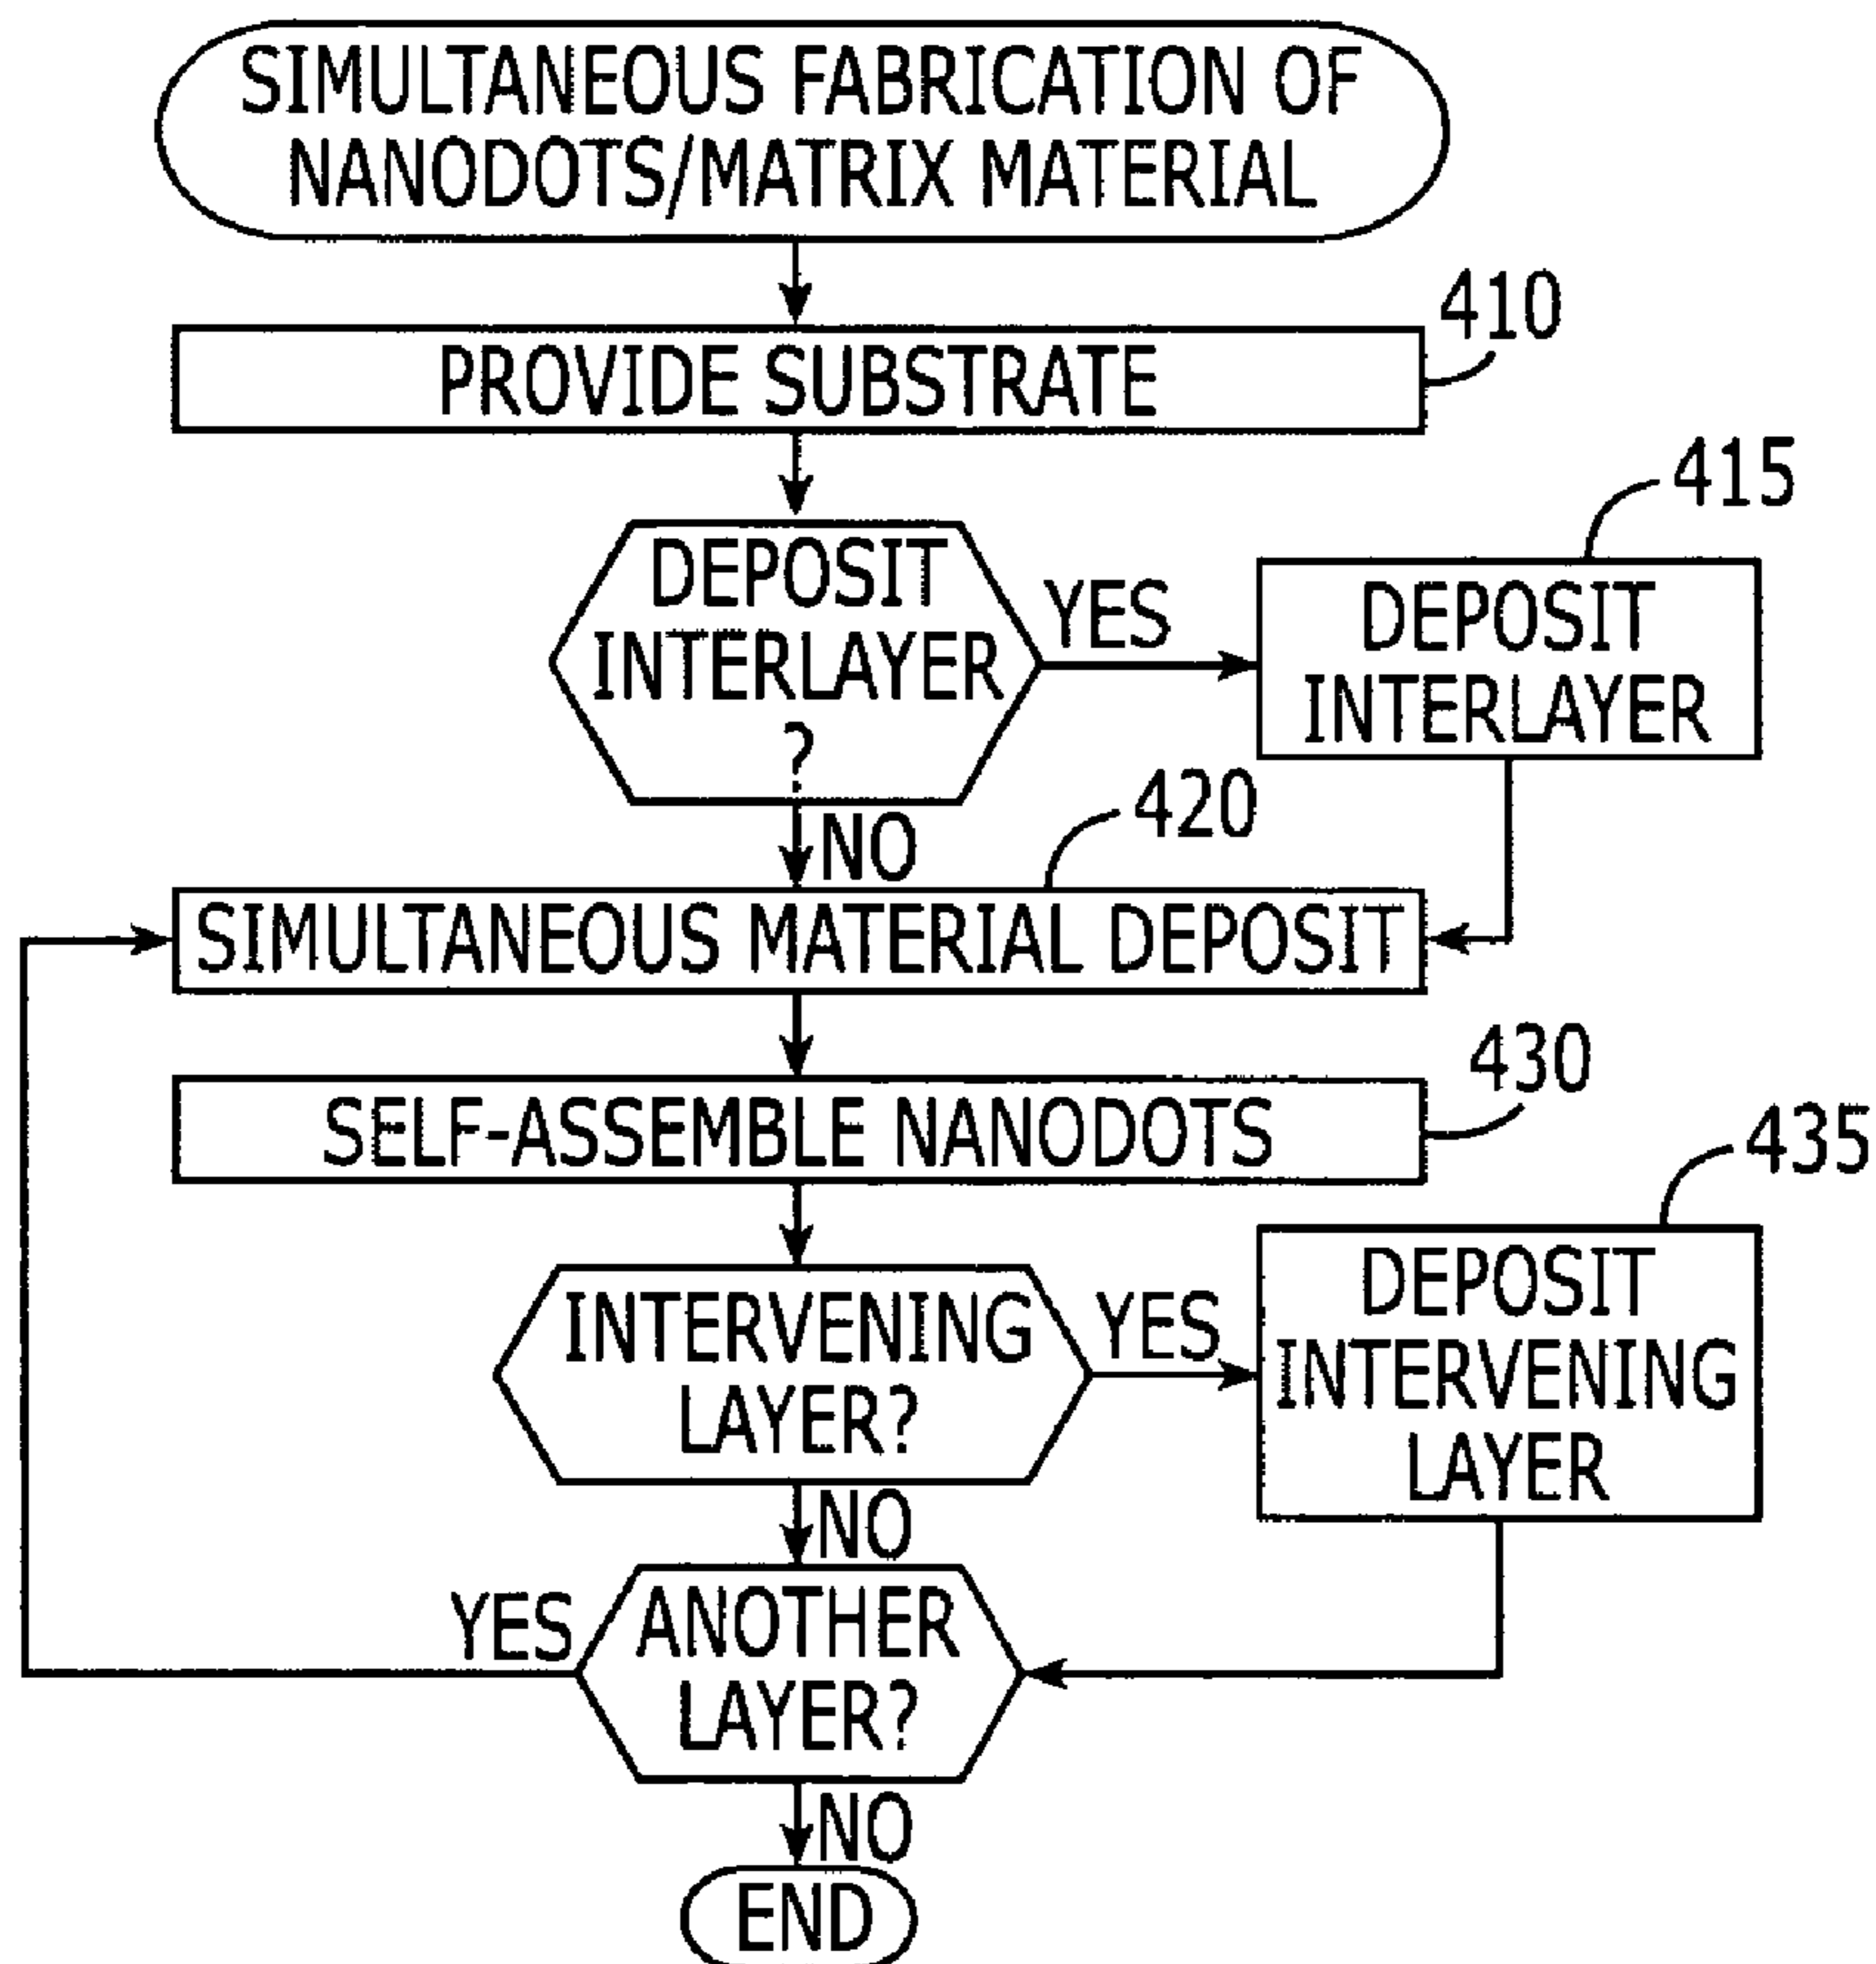 SIMULTANEOUS FABRICATION OF
NANODOTS/MATRIX MATERIAL
410
PROVIDE SUBSTRATE
415
DEPOSIT
INTERLAYER
?
YES
DEPOSIT
INTERLAYER
420
NO
SIMULTANEOUS MATERIAL DEPOSIT
430
SELF-ASSEMBLE NANODOTS
435
INTERVENING
LAYER?
YES
DEPOSIT
INTERVENING
LAYER
NO
YES
ANOTHER
LAYER?
NO
END